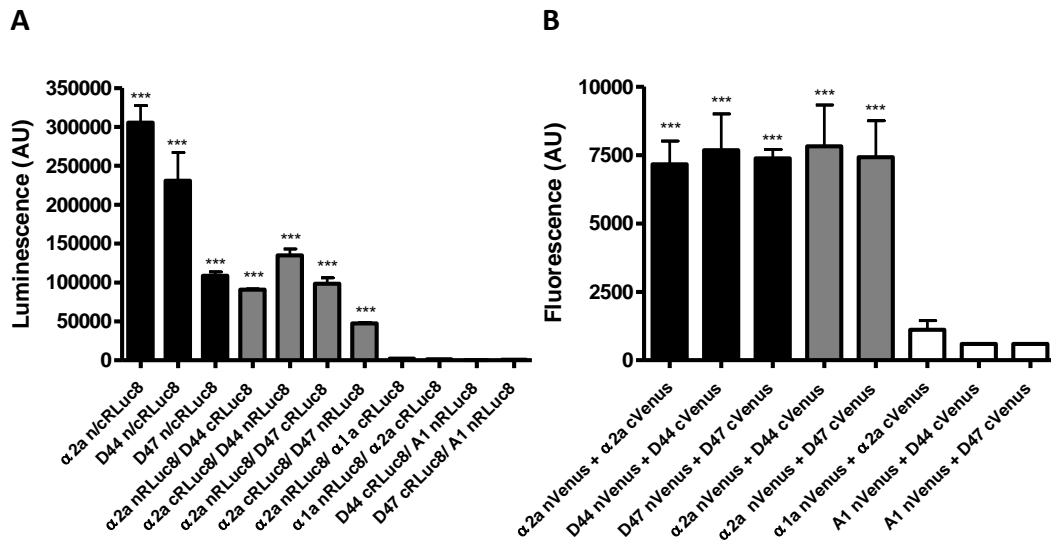 A
Luminescence (AU)
350000
300000
250000
200000
150000
100000
50000
0
***
***
***
***
***
***
***
α2a n/cRLuc8
D44 n/cRLuc8
D47 n/cRLuc8
α2a nRLuc8/ D44 cRLuc8
α2a cRLuc8/ D44 nRLuc8
α2a nRLuc8/ D47 cRLuc8
α2a cRLuc8/ D47 nRLuc8
α2a nRLuc8/ α1 a cRLuc8
α1a nRLuc8/ α2a cRLuc8
D44 cRLuc8/ A1 nRLuc8
D47 cRLuc8/ A1 nRLuc8
B
Fluorescence (AU)
10000
7500
5000
2500
0
***
***
***
***
***
α2a nVenus + α2a cVenus
D44 nVenus + D44 cVenus
D47 nVenus + D47 cVenus
α2a nVenus + D44 cVenus
α2a nVenus + D47 cVenus
α1a nVenus + α2a cVenus
A1 nVenus + D44 cVenus
A1 nVenus + D47 cVenus